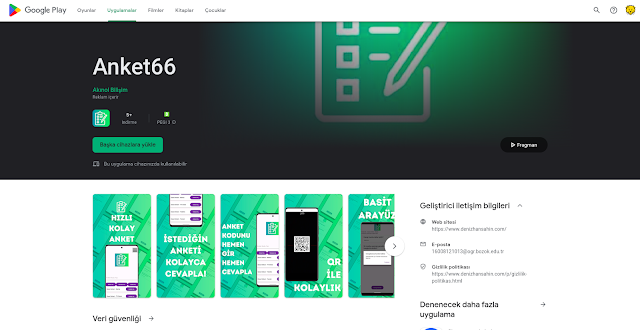 Google Play
Oyunlar Uygulamalar Filmler Kitaplar Çocuklar
Anket66
Akınol Bilişim
Reklam içerir
5+
İndirme
PEGI 3
Başka cihazlara yükle
Fragman
Bu uygulama cihazınızda kullanılabilir
HIZLI
KOLAY
ANKET
İSTEDİĞİN
ANKETİ
KOLAYCA
CEVAPLA!
ANKET
KODUNU
HEMEN
GİR
HEMEN
CEVAPLA
QR
İLE
KOLAYLIK
BASİT
ARAYÜZ
Geliştirici iletişim bilgileri
Web sitesi
https://www.denizhansahin.com/
E-posta
16008121013@ogr.bozok.edu.tr
Gizlilik politikası
https://www.denizhansahin.com/z/gizlilik-
politikas.html
Denenecek daha fazla
uygulama
Veri güvenliği